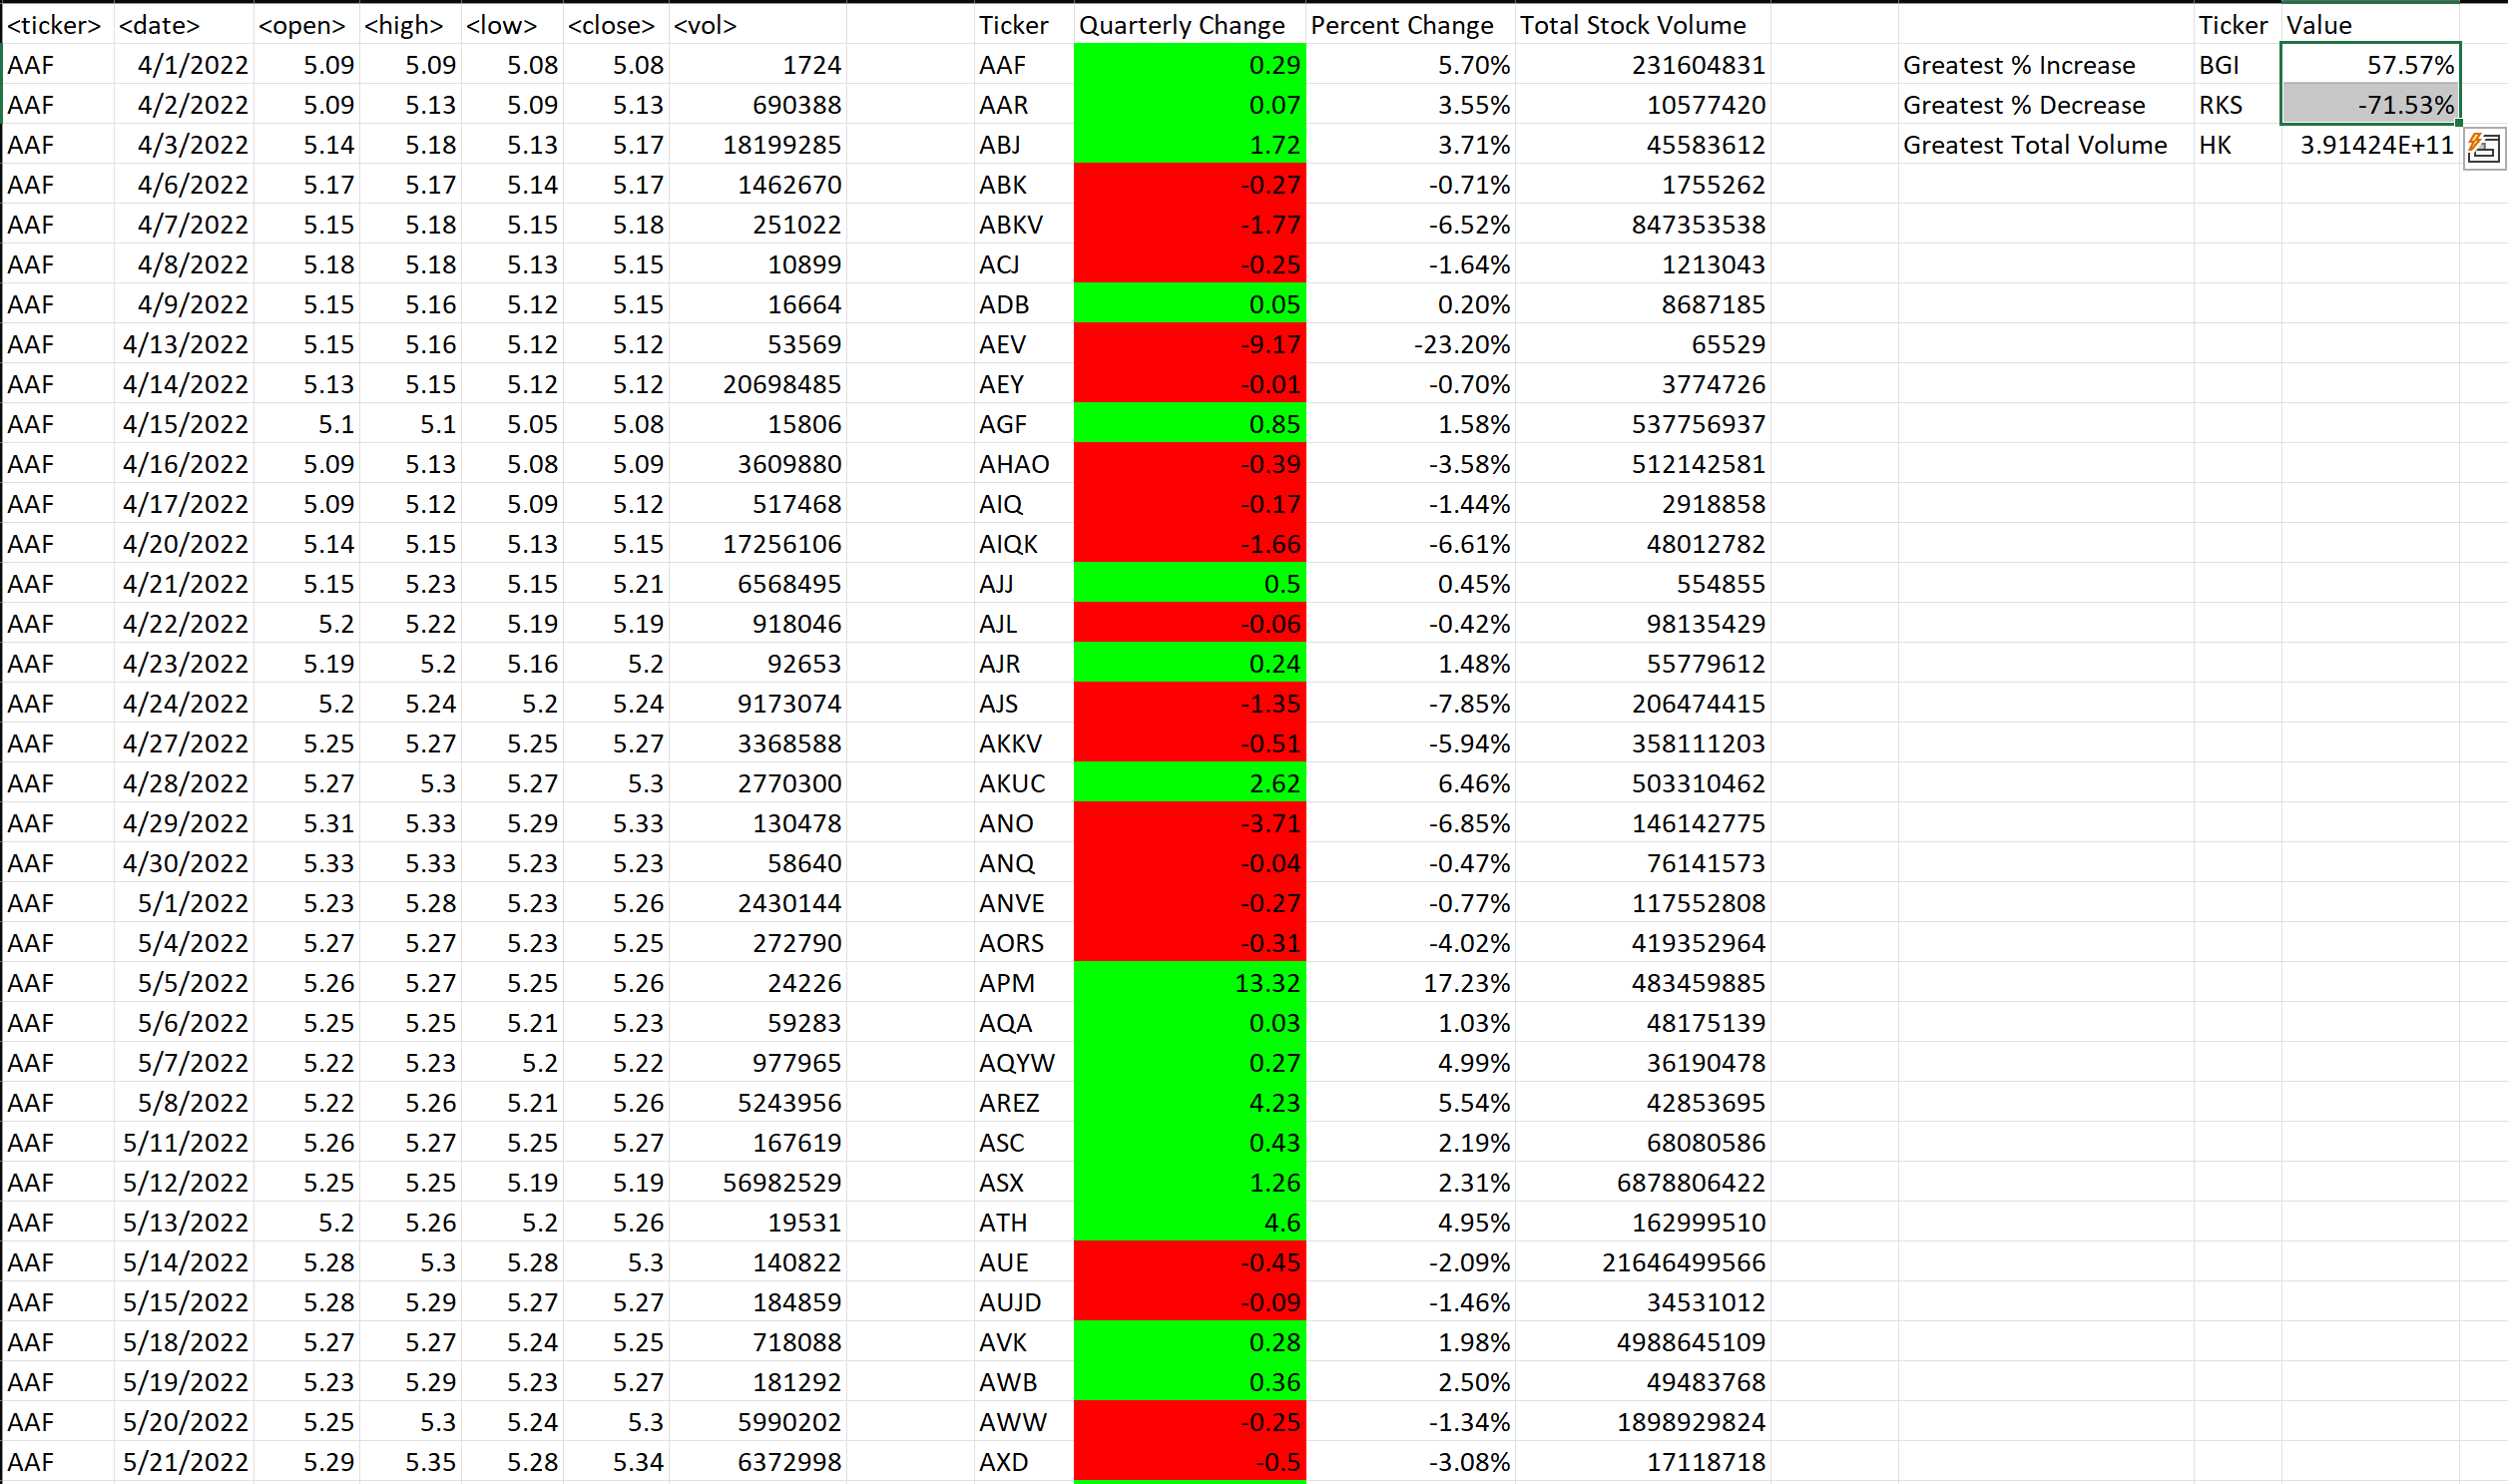 <ticker> <date> <open> <high> <low> <close> <vol> Ticker Quarterly Change Percent Change Total Stock Volume Ticker Value
AAF 4/1/2022 5.09 5.09 5.08 5.08 1724 AAF 0.29 5.70% 231604831 Greatest % Increase BGI 57.57%
AAF 4/2/2022 5.09 5.13 5.09 5.13 690388 AAR 0.07 3.55% 10577420 Greatest % Decrease RKS -71.53%
AAF 4/3/2022 5.14 5.18 5.13 5.17 18199285 ABJ 1.72 3.71% 45583612 Greatest Total Volume HK 3.91424E+11
AAF 4/6/2022 5.17 5.17 5.14 5.17 1462670 ABK -0.27 -0.71% 1755262
AAF 4/7/2022 5.15 5.18 5.15 5.18 251022 ABKV -1.77 -6.52% 847353538
AAF 4/8/2022 5.18 5.18 5.13 5.15 10899 ACJ -0.25 -1.64% 1213043
AAF 4/9/2022 5.15 5.16 5.12 5.15 16664 ADB 0.05 0.20% 8687185
AAF 4/13/2022 5.15 5.16 5.12 5.12 53569 AEV -9.17 -23.20% 65529
AAF 4/14/2022 5.13 5.15 5.12 5.12 20698485 AEY -0.01 -0.70% 3774726
AAF 4/15/2022 5.1 5.1 5.05 5.08 15806 AGF 0.85 1.58% 537756937
AAF 4/16/2022 5.09 5.13 5.08 5.09 3609880 AHAO -0.39 -3.58% 512142581
AAF 4/17/2022 5.09 5.12 5.09 5.12 517468 AIQ -0.17 -1.44% 2918858
AAF 4/20/2022 5.14 5.15 5.13 5.15 17256106 AIQK -1.66 -6.61% 48012782
AAF 4/21/2022 5.15 5.23 5.15 5.21 6568495 AJJ 0.5 0.45% 554855
AAF 4/22/2022 5.2 5.22 5.19 5.19 918046 AJL -0.06 -0.42% 98135429
AAF 4/23/2022 5.19 5.2 5.16 5.2 92653 AJR 0.24 1.48% 55779612
AAF 4/24/2022 5.2 5.24 5.2 5.24 9173074 AJS -1.35 -7.85% 206474415
AAF 4/27/2022 5.25 5.27 5.25 5.27 3368588 AKKV -0.51 -5.94% 358111203
AAF 4/28/2022 5.27 5.3 5.27 5.3 2770300 AKUC 2.62 6.46% 503310462
AAF 4/29/2022 5.31 5.33 5.29 5.33 130478 ANO -3.71 -6.85% 146142775
AAF 4/30/2022 5.33 5.33 5.23 5.23 58640 ANQ -0.04 -0.47% 76141573
AAF 5/1/2022 5.23 5.28 5.23 5.26 2430144 ANVE -0.27 -0.77% 117552808
AAF 5/4/2022 5.27 5.27 5.23 5.25 272790 AORS -0.31 -4.02% 419352964
AAF 5/5/2022 5.26 5.27 5.25 5.26 24226 APM 13.32 17.23% 483459885
AAF 5/6/2022 5.25 5.25 5.21 5.23 59283 AQA 0.03 1.03% 48175139
AAF 5/7/2022 5.22 5.23 5.2 5.22 977965 AQYW 0.27 4.99% 36190478
AAF 5/8/2022 5.22 5.26 5.21 5.26 5243956 AREZ 4.23 5.54% 42853695
AAF 5/11/2022 5.26 5.27 5.25 5.27 167619 ASC 0.43 2.19% 68080586
AAF 5/12/2022 5.25 5.25 5.19 5.19 56982529 ASX 1.26 2.31% 6878806422
AAF 5/13/2022 5.2 5.26 5.2 5.26 19531 ATH 4.6 4.95% 162999510
AAF 5/14/2022 5.28 5.3 5.28 5.3 140822 AUE -0.45 -2.09% 21646499566
AAF 5/15/2022 5.28 5.29 5.27 5.27 184859 AUJD -0.09 -1.46% 34531012
AAF 5/18/2022 5.27 5.27 5.24 5.25 718088 AVK 0.28 1.98% 4988645109
AAF 5/19/2022 5.23 5.29 5.23 5.27 181292 AWB 0.36 2.50% 49483768
AAF 5/20/2022 5.25 5.3 5.24 5.3 5990202 AWW -0.25 -1.34% 1898929824
AAF 5/21/2022 5.29 5.35 5.28 5.34 6372998 AXD -0.5 -3.08% 17118718